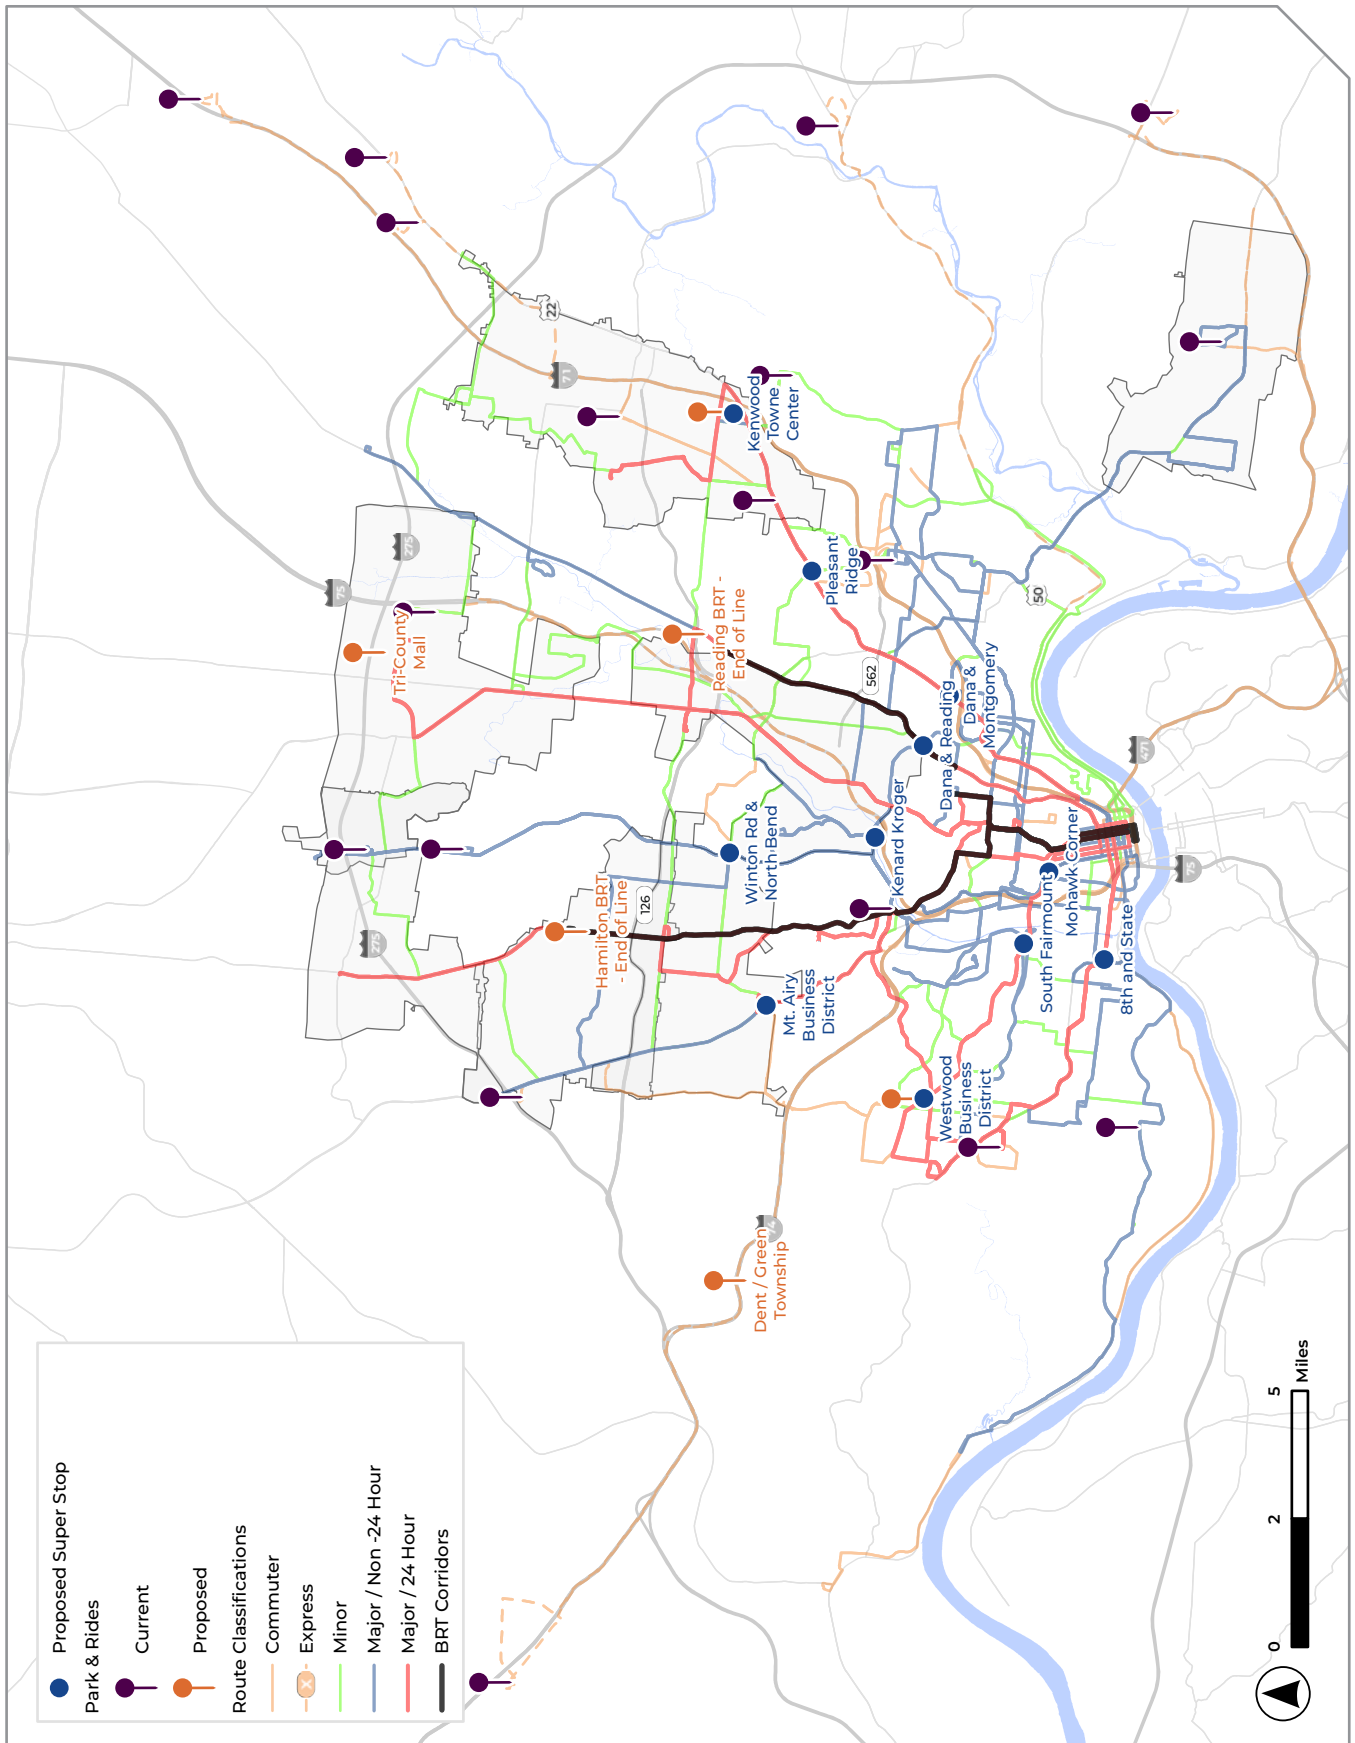 Proposed Super Stop
Park & Rides
Current
Proposed
Route Classifications
Commuter
X
Express
Minor
Major / Non -24 Hour
Major / 24 Hour
BRT Corridors
0
2
5
Miles
Tri-County
Mall
Hamilton BRT
- End of Line
Reading BRT -
End of Line
Kenwood
Towne
Center
Pleasant
Ridge
Winton Rd &
North Bend
Mt. Airy
Business
District
Dent / Green
Township
Kenard Kroger
Dana & Reading
Dana &
Montgomery
Westwood
Business
District
South Fairmount
Mohawk Corner
8th and State
275
75
275
71
22
126
562
74
50
471
75